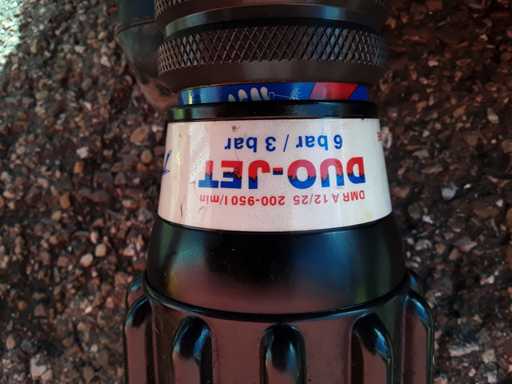 DMR A 12/25 200-950 l/min
DUO-JET
6 bar / 3 bar